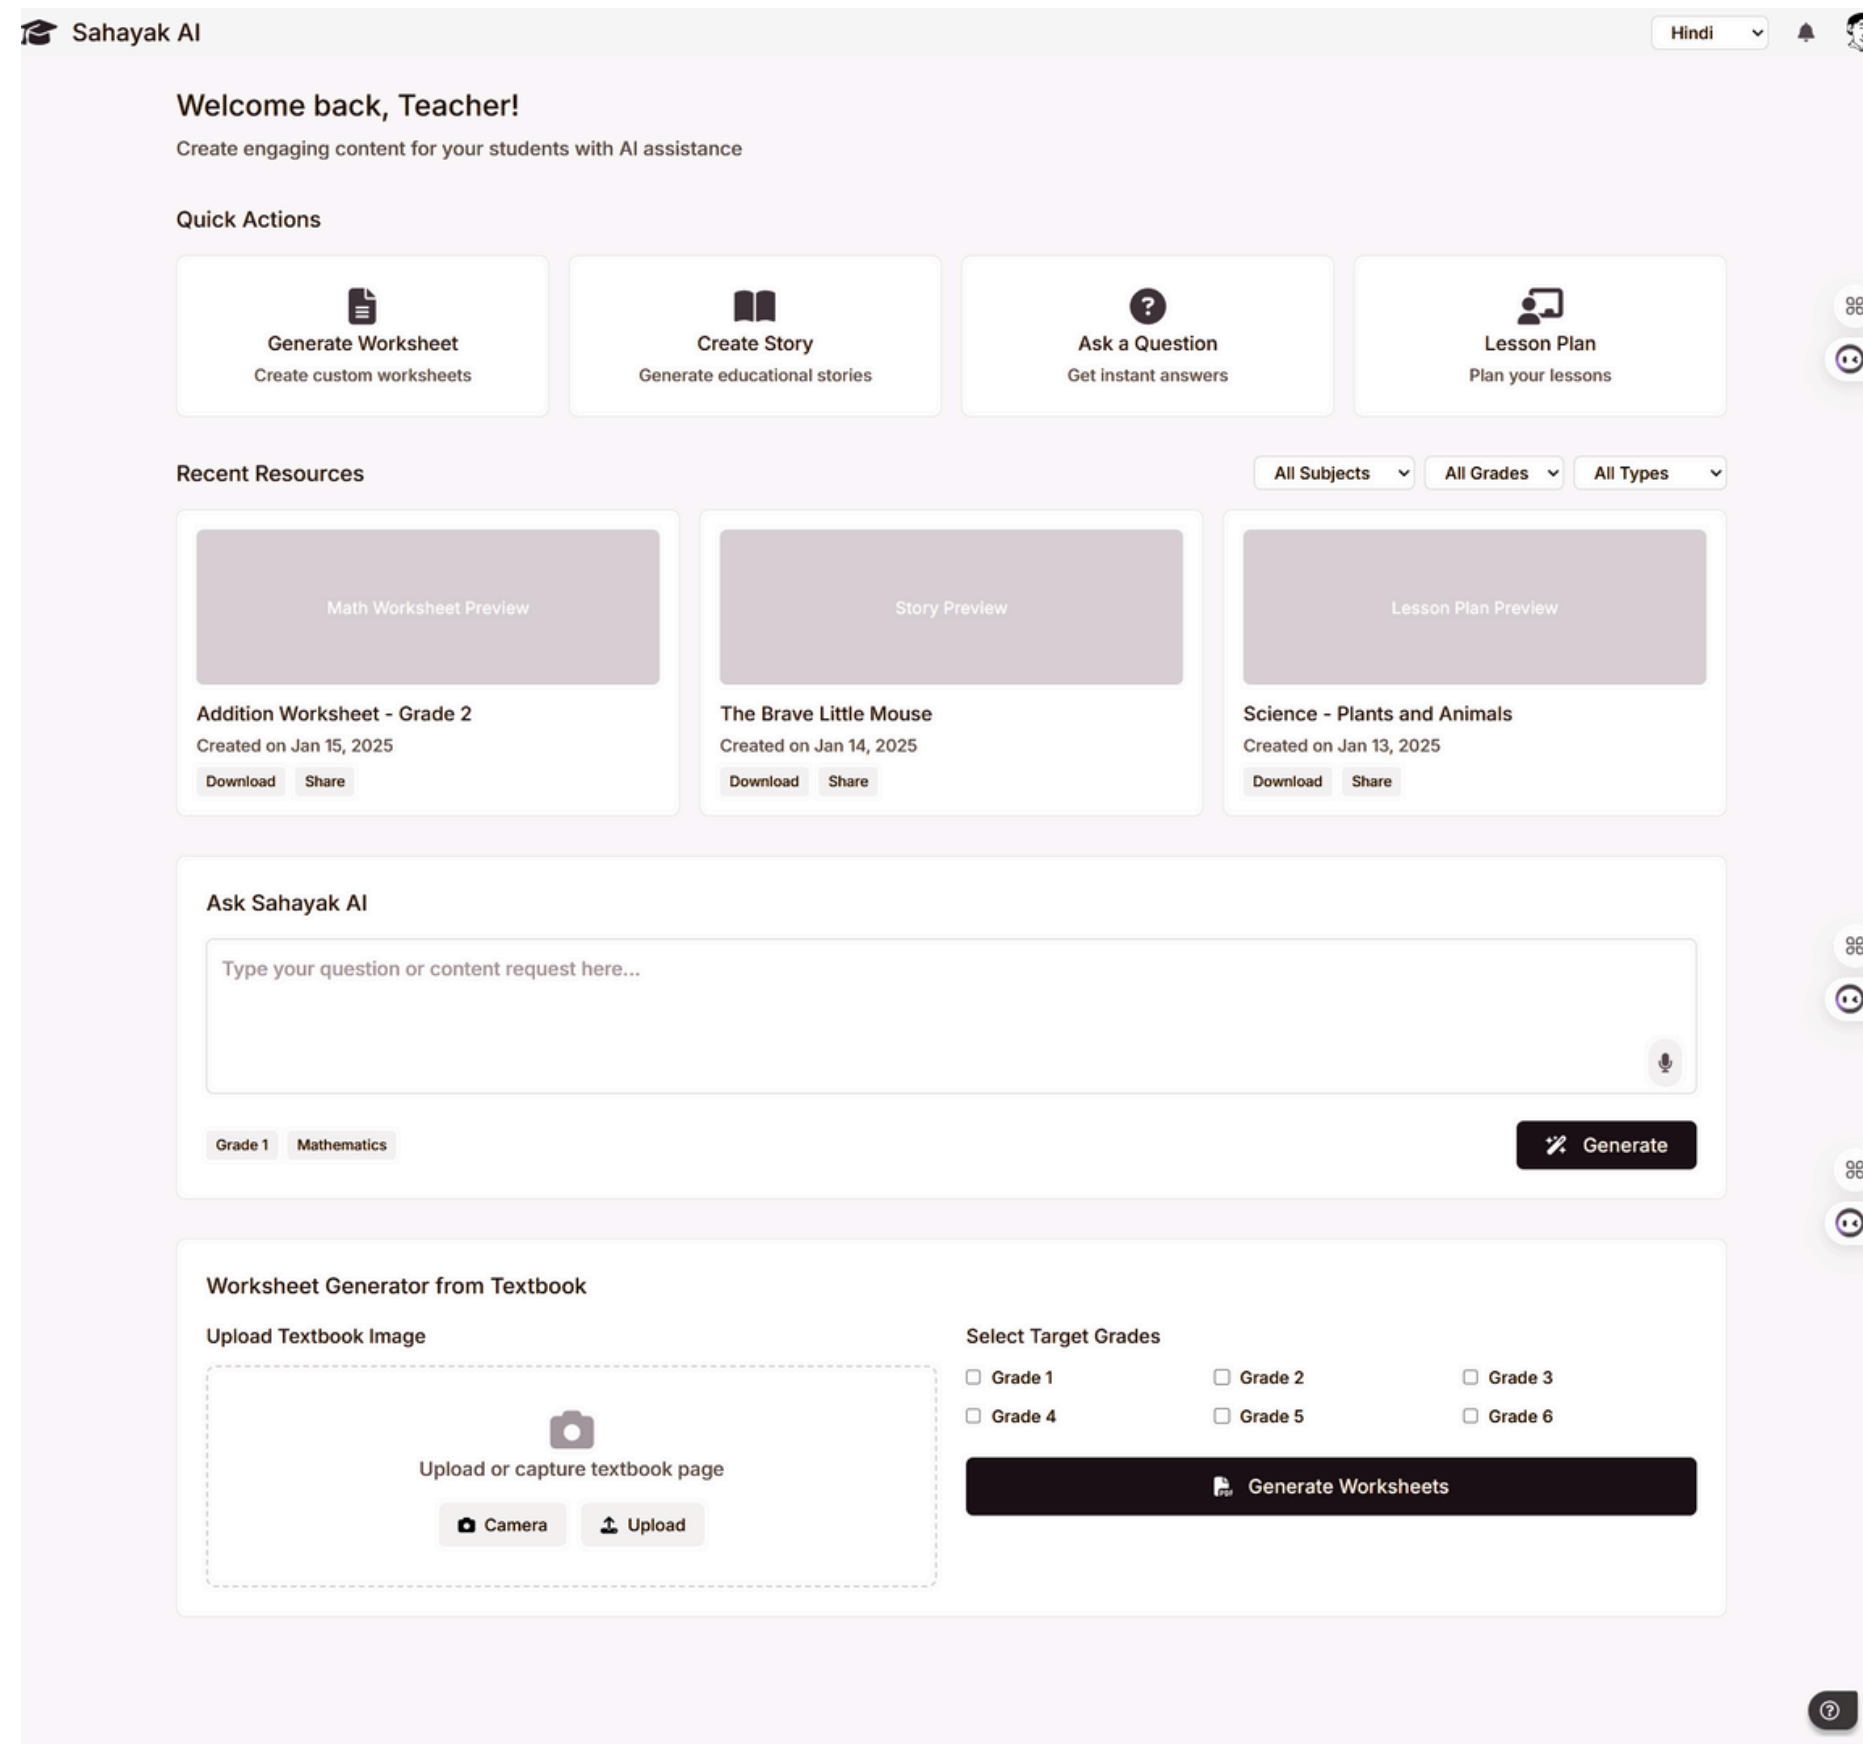 Sahayak AI
Hindi
Welcome back, Teacher!
Create engaging content for your students with AI assistance
Quick Actions
Generate Worksheet
Create custom worksheets
Create Story
Generate educational stories
Ask a Question
Get instant answers
Lesson Plan
Plan your lessons
Recent Resources
All Subjects
All Grades
All Types
Math Worksheet Preview
Addition Worksheet - Grade 2
Created on Jan 15, 2025
Download Share
Story Preview
The Brave Little Mouse
Created on Jan 14, 2025
Download Share
Lesson Plan Preview
Science - Plants and Animals
Created on Jan 13, 2025
Download Share
Ask Sahayak AI
Type your question or content request here...
Grade 1 Mathematics
Generate
Worksheet Generator from Textbook
Upload Textbook Image
Upload or capture textbook page
Camera Upload
Select Target Grades
Grade 1 Grade 2 Grade 3
Grade 4 Grade 5 Grade 6
Generate Worksheets